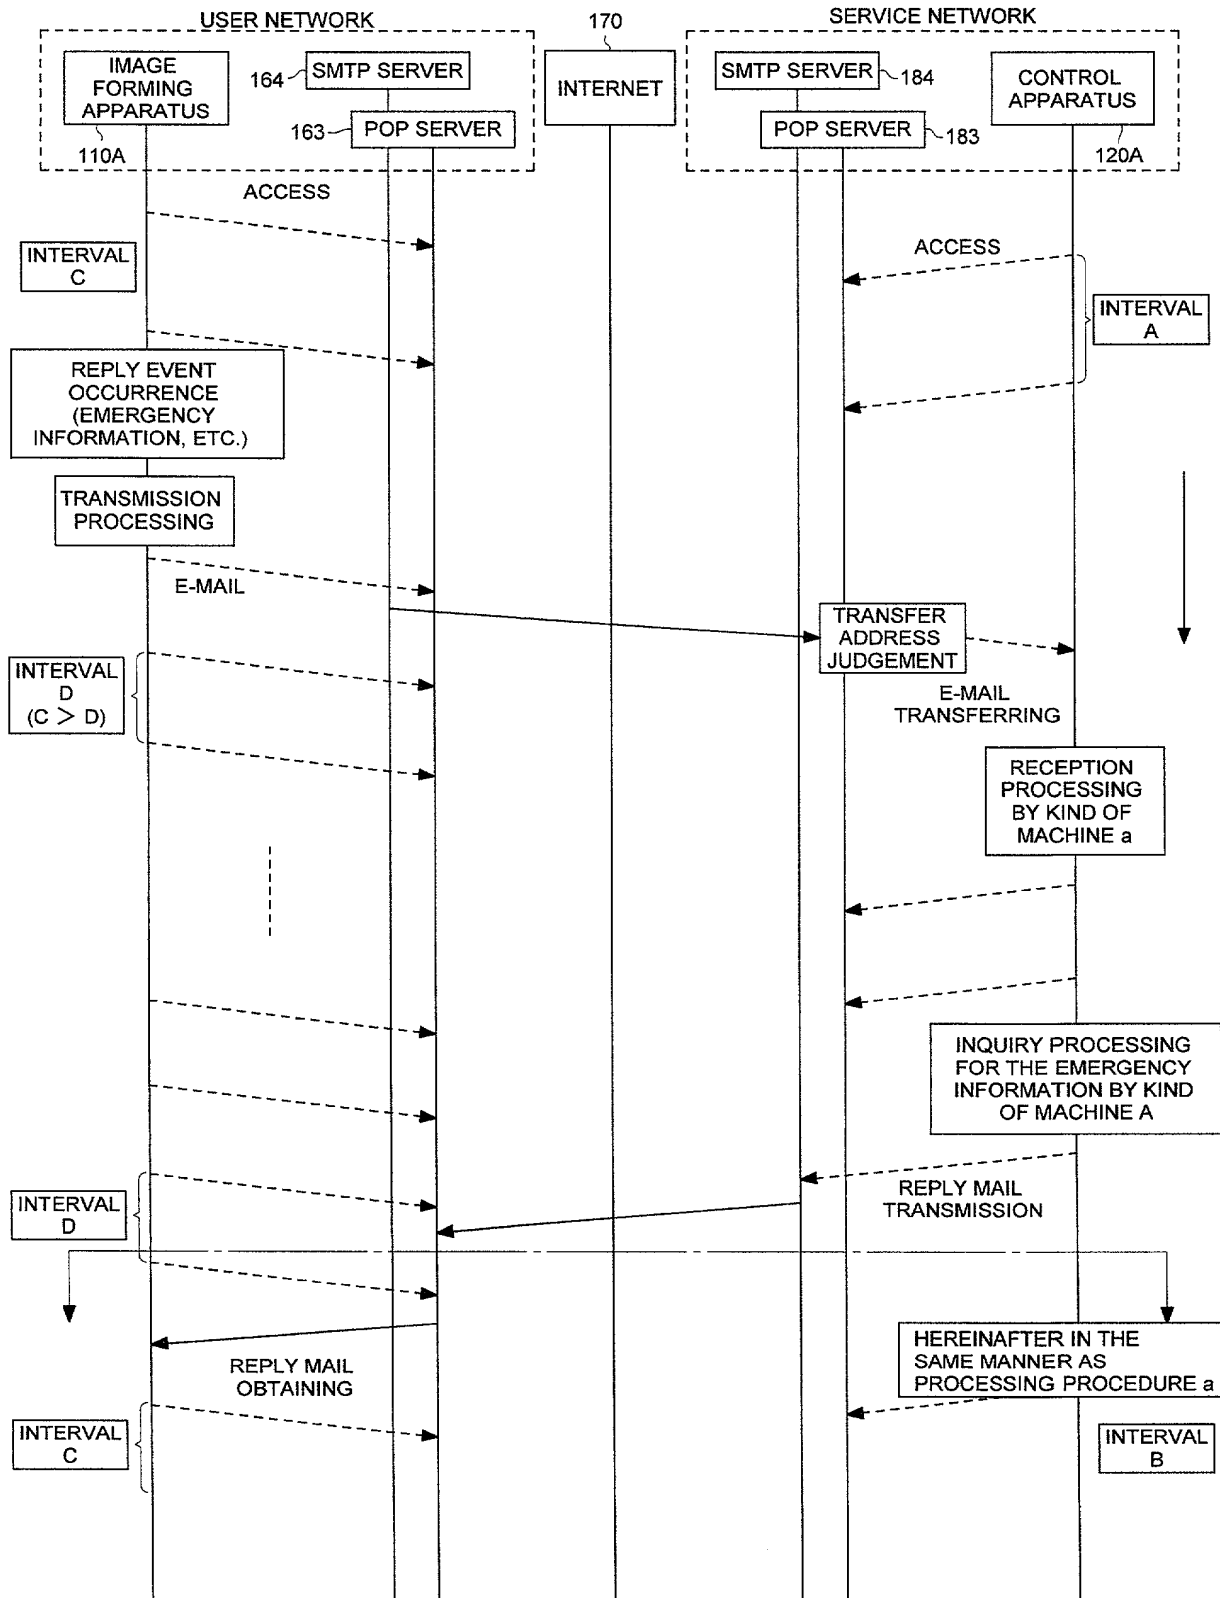 USER NETWORK
SERVICE NETWORK
170
IMAGE
FORMING
APPARATUS
110A
164
SMTP SERVER
163
POP SERVER
INTERNET
SMTP SERVER
184
POP SERVER
183
CONTROL
APPARATUS
120A
ACCESS
INTERVAL
C
ACCESS
INTERVAL
A
REPLY EVENT
OCCURRENCE
(EMERGENCY
INFORMATION, ETC.)
TRANSMISSION
PROCESSING
E-MAIL
TRANSFER
ADDRESS
JUDGEMENT
INTERVAL
D
(C > D)
E-MAIL
TRANSFERRING
RECEPTION
PROCESSING
BY KIND OF
MACHINE a
INQUIRY PROCESSING
FOR THE EMERGENCY
INFORMATION BY KIND
OF MACHINE A
INTERVAL
D
REPLY MAIL
TRANSMISSION
HEREINAFTER IN THE
SAME MANNER AS
PROCESSING PROCEDURE a
REPLY MAIL
OBTAINING
INTERVAL
C
INTERVAL
B